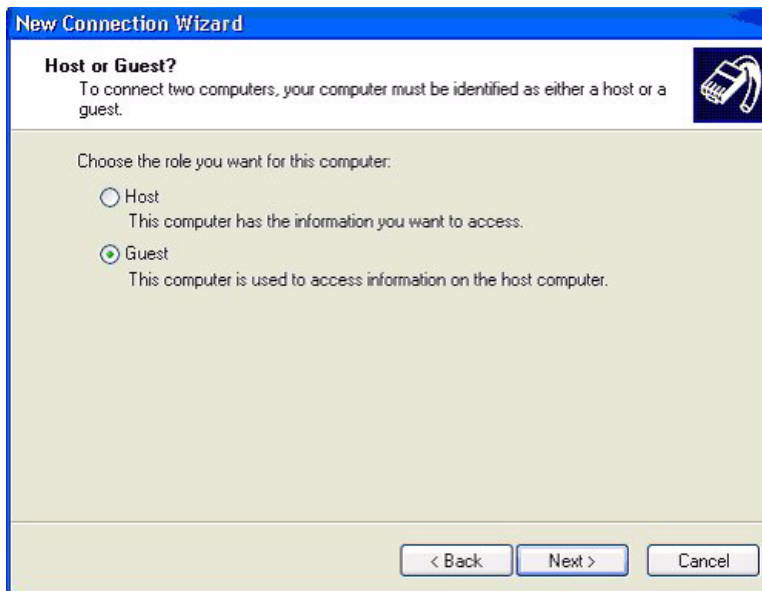 New Connection Wizard
Host or Guest?
To connect two computers, your computer must be identified as either a host or a
guest.
Choose the role you want for this computer:
Host
This computer has the information you want to access.
Guest
This computer is used to access information on the host computer.
< Back Next > Cancel